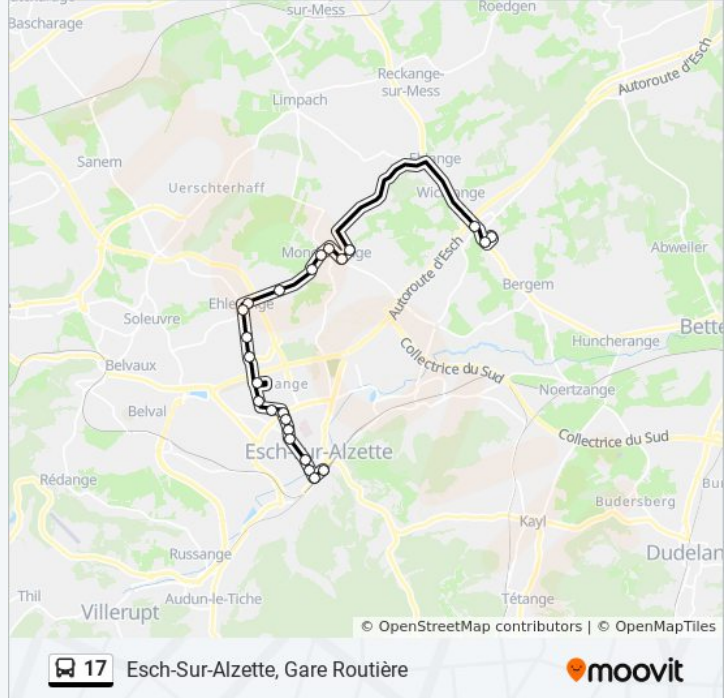 sur-Mess
Roedgen
Bascharage
Autoroute d'Esch
Reckange-
sur-Mess
Limpach
Sanem
Uerschterhaff
Wickrange
Abweiler
Autoroute d'Esch
Bergem
Soleuvre
Bette
Huncherange
Collectrice du Sud
Belvaux
Noertzange
Belval
Esch-sur-Alzette
Collectrice du Sud
Rédange
Budersberg
Kayl
Russange
Dudelan
Thil
Audun-le-Tiche
Tétange
Villerupt
© OpenStreetMap contributors | © OpenMapTiles
17 Esch-Sur-Alzette, Gare Routière
moovit